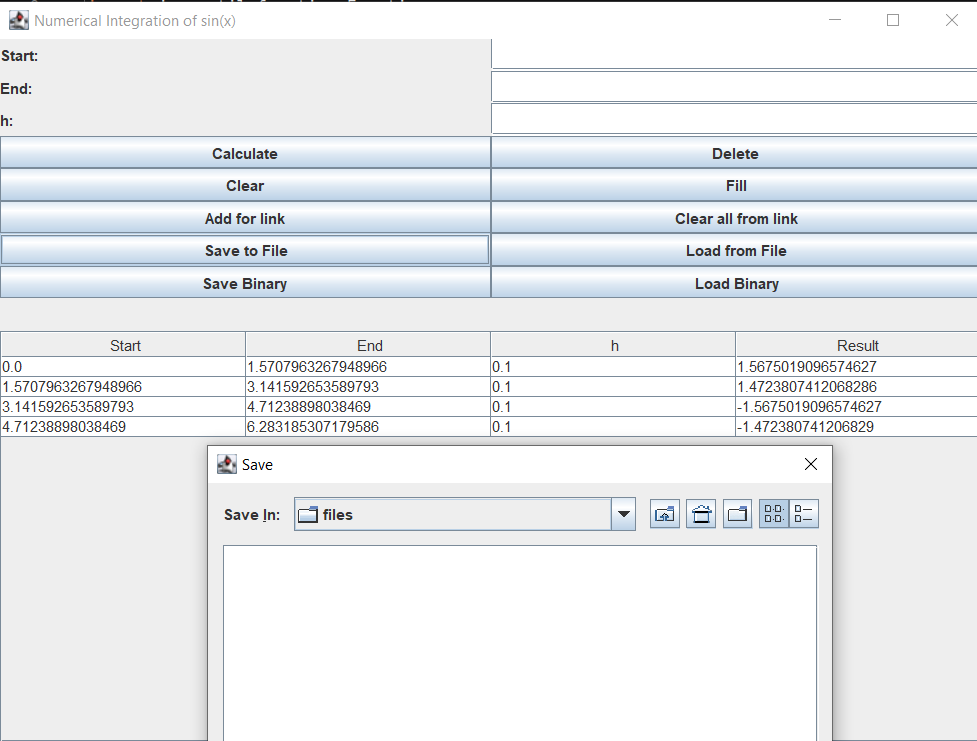 Numerical Integration of sin(x)
Start:
End:
h:
Calculate Delete
Clear Fill
Add for link Clear all from link
Save to File Load from File
Save Binary Load Binary
Start End h Result
0.0 1.5707963267948966 0.1 1.5675019096574627
1.5707963267948966 3.141592653589793 0.1 1.4723807412068286
3.141592653589793 4.71238898038469 0.1 -1.5675019096574627
4.71238898038469 6.283185307179586 0.1 -1.472380741206829
Save
Save In: files